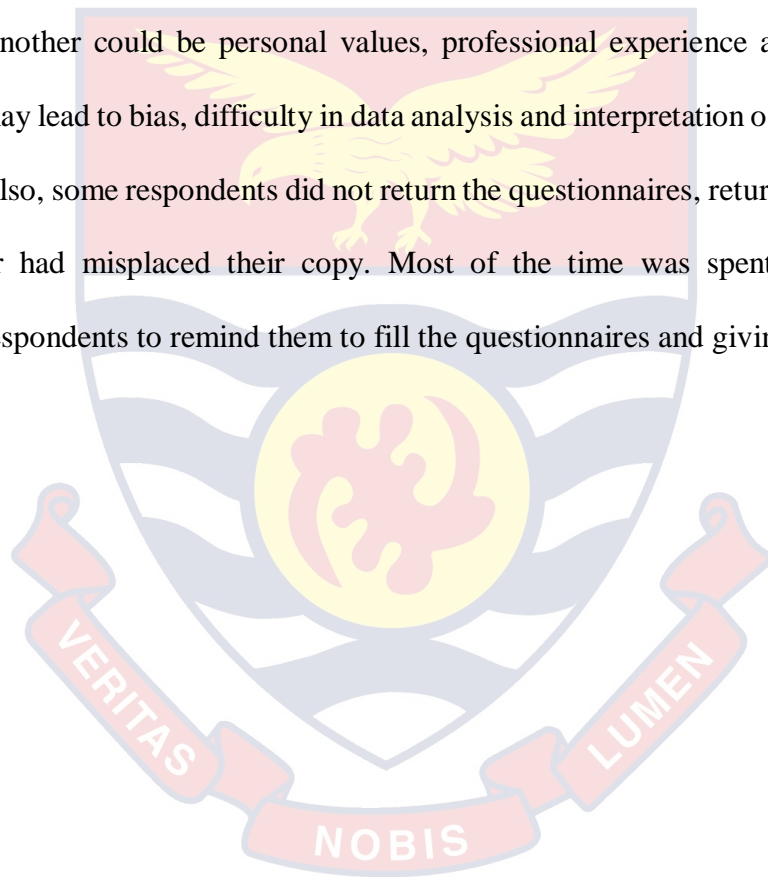 nother could be personal values, professional experience a
ay lead to bias, difficulty in data analysis and interpretation o
lso, some respondents did not return the questionnaires, retur
r had misplaced their copy. Most of the time was spent
espondents to remind them to fill the questionnaires and givin
VERITAS
NOBIS
LUMEN